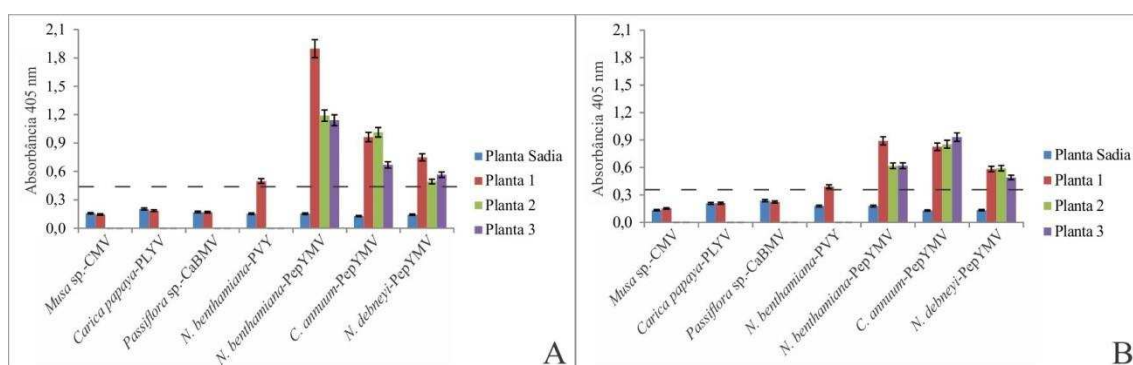 2,1
1,8
1,5
1,2
0,9
0,6
0,3
0,0
Absorbância 405 nm
Musa sp.-CMV
Carica papaya-PLYV
Passiflora sp.-CaBMV
N. benthamiana-PVY
N. benthamiana-PepYMV
C. annuum-PepYMV
N. debneyi-PepYMV
Planta Sadia
Planta 1
Planta 2
Planta 3
A
2,1
1,8
1,5
1,2
0,9
0,6
0,3
0,0
Absorbância 405 nm
Musa sp.-CMV
Carica papaya-PLYV
Passiflora sp.-CaBMV
N. benthamiana-PVY
N. benthamiana-PepYMV
C. annuum-PepYMV
N. debneyi-PepYMV
Planta Sadia
Planta 1
Planta 2
Planta 3
B